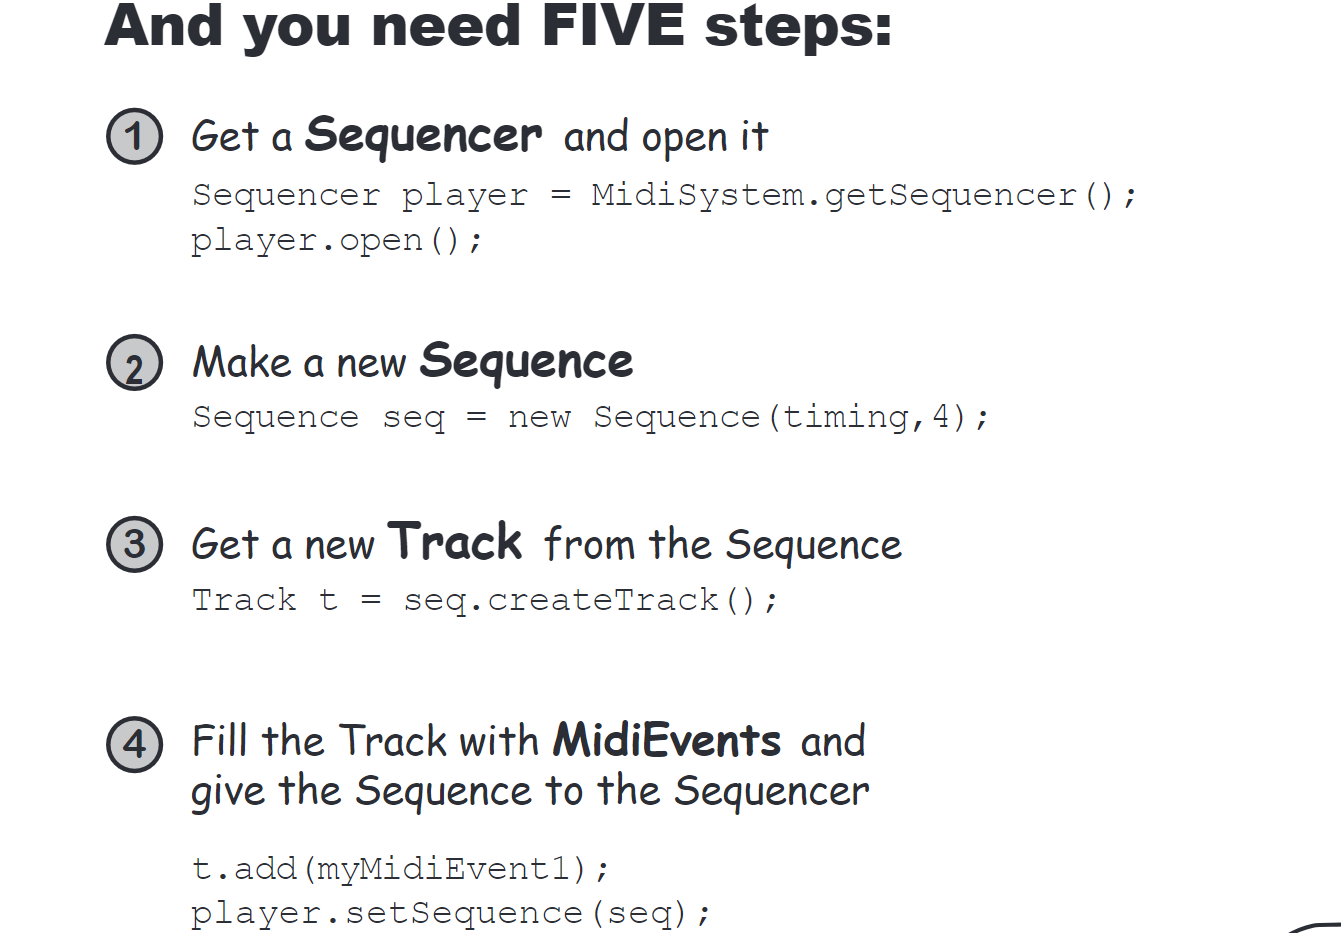 And you need FIVE steps:
1 Get a Sequencer and open it
Sequencer player = MidiSystem.getSequencer();
player.open();
2 Make a new Sequence
Sequence seq = new Sequence(timing,4);
3 Get a new Track from the Sequence
Track t = seq.createTrack();
4 Fill the Track with MidiEvents and
give the Sequence to the Sequencer
t.add(myMidiEvent1);
player.setSequence(seq);